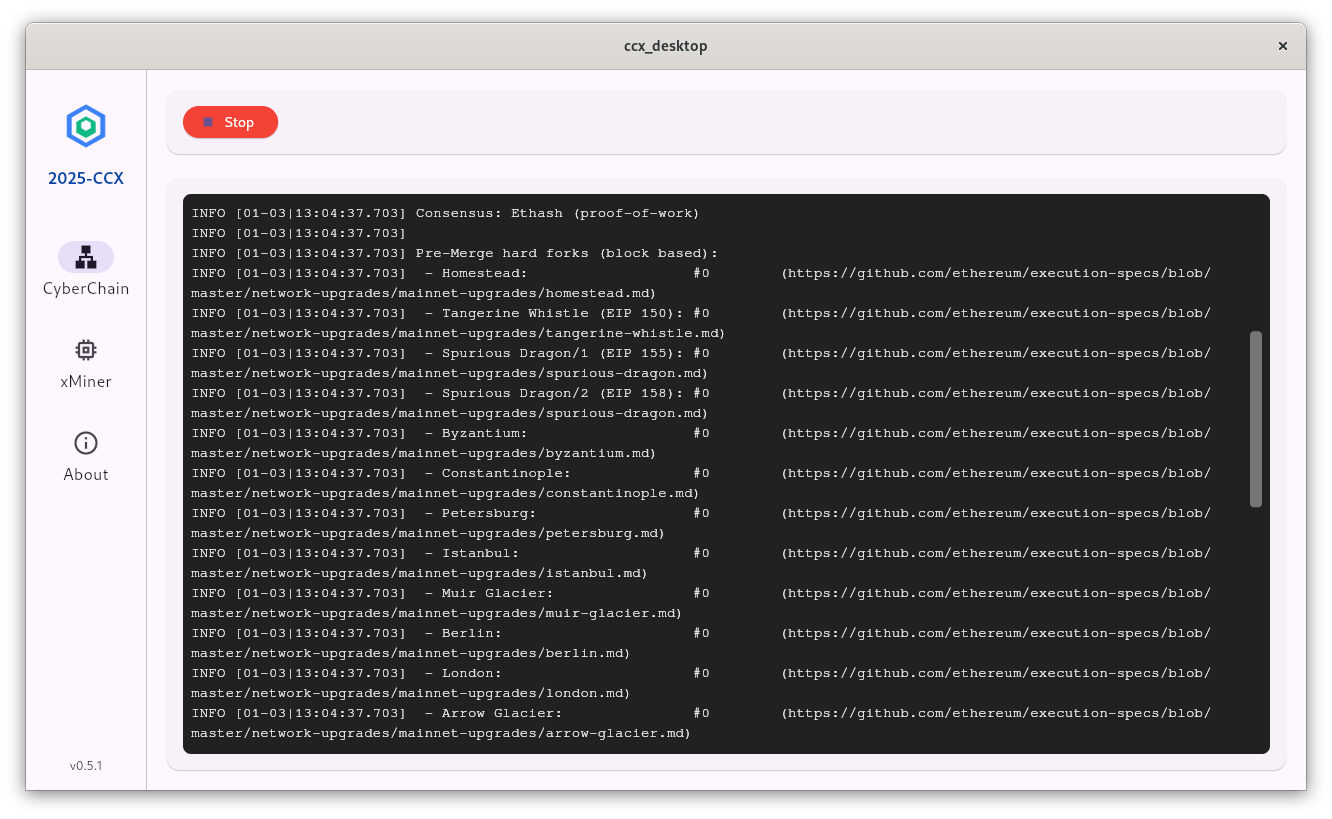 ccx_desktop
2025-CCX
CyberChain
xMiner
About
v0.5.1
Stop
INFO [01-03|13:04:37.703] Consensus: Ethash (proof-of-work)
INFO [01-03|13:04:37.703]
INFO [01-03|13:04:37.703] Pre-Merge hard forks (block based):
INFO [01-03|13:04:37.703]  - Homestead:                   #0        (https://github.com/ethereum/execution-specs/blob/
master/network-upgrades/mainnet-upgrades/homestead.md)
INFO [01-03|13:04:37.703]  - Tangerine Whistle (EIP 150): #0        (https://github.com/ethereum/execution-specs/blob/
master/network-upgrades/mainnet-upgrades/tangerine-whistle.md)
INFO [01-03|13:04:37.703]  - Spurious Dragon/1 (EIP 155): #0        (https://github.com/ethereum/execution-specs/blob/
master/network-upgrades/mainnet-upgrades/spurious-dragon.md)
INFO [01-03|13:04:37.703]  - Spurious Dragon/2 (EIP 158): #0        (https://github.com/ethereum/execution-specs/blob/
master/network-upgrades/mainnet-upgrades/spurious-dragon.md)
INFO [01-03|13:04:37.703]  - Byzantium:                   #0        (https://github.com/ethereum/execution-specs/blob/
master/network-upgrades/mainnet-upgrades/byzantium.md)
INFO [01-03|13:04:37.703]  - Constantinople:              #0        (https://github.com/ethereum/execution-specs/blob/
master/network-upgrades/mainnet-upgrades/constantinople.md)
INFO [01-03|13:04:37.703]  - Petersburg:                  #0        (https://github.com/ethereum/execution-specs/blob/
master/network-upgrades/mainnet-upgrades/petersburg.md)
INFO [01-03|13:04:37.703]  - Istanbul:                    #0        (https://github.com/ethereum/execution-specs/blob/
master/network-upgrades/mainnet-upgrades/istanbul.md)
INFO [01-03|13:04:37.703]  - Muir Glacier:                #0        (https://github.com/ethereum/execution-specs/blob/
master/network-upgrades/mainnet-upgrades/muir-glacier.md)
INFO [01-03|13:04:37.703]  - Berlin:                      #0        (https://github.com/ethereum/execution-specs/blob/
master/network-upgrades/mainnet-upgrades/berlin.md)
INFO [01-03|13:04:37.703]  - London:                      #0        (https://github.com/ethereum/execution-specs/blob/
master/network-upgrades/mainnet-upgrades/london.md)
INFO [01-03|13:04:37.703]  - Arrow Glacier:               #0        (https://github.com/ethereum/execution-specs/blob/
master/network-upgrades/mainnet-upgrades/arrow-glacier.md)